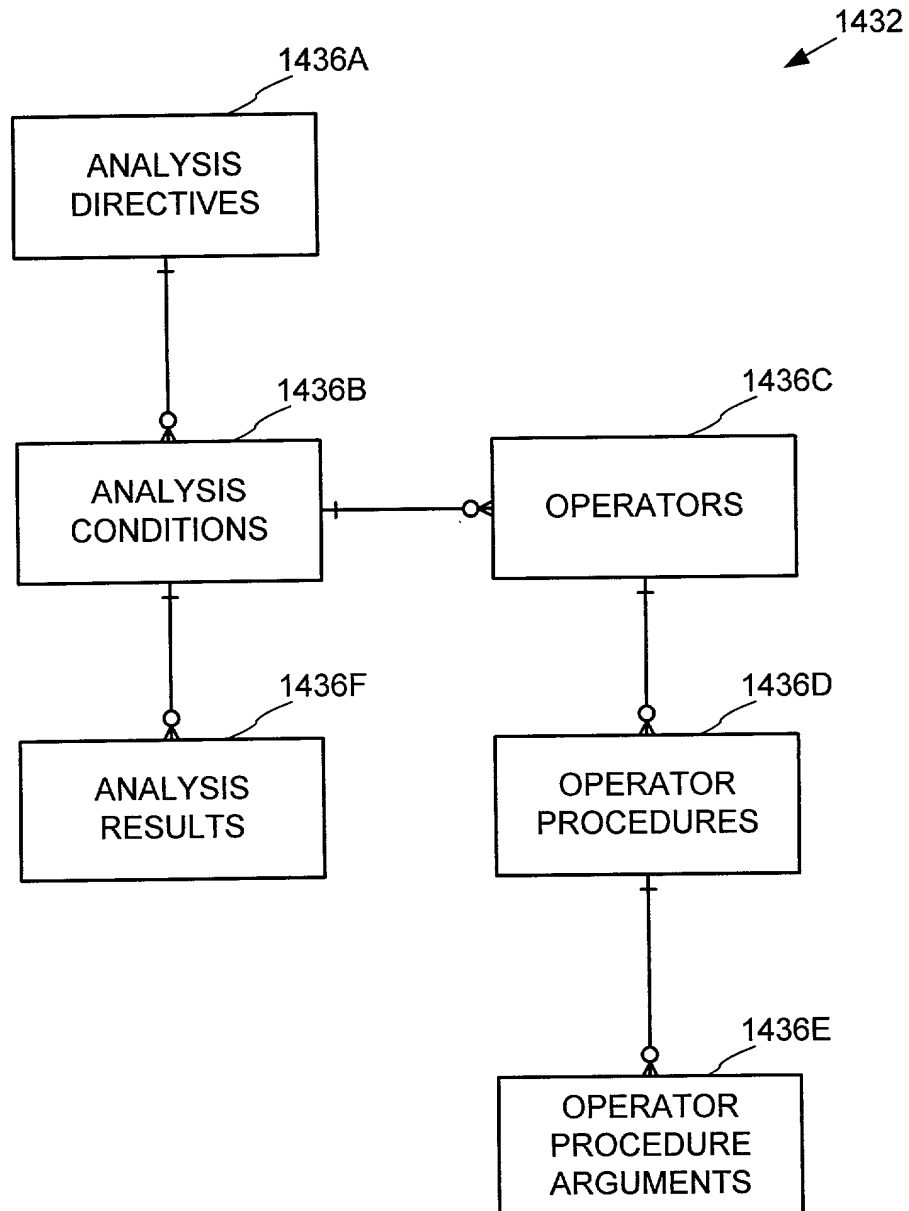 1432
1436A
ANALYSIS
DIRECTIVES
1436B
ANALYSIS
CONDITIONS
1436C
OPERATORS
1436F
ANALYSIS
RESULTS
1436D
OPERATOR
PROCEDURES
1436E
OPERATOR
PROCEDURE
ARGUMENTS